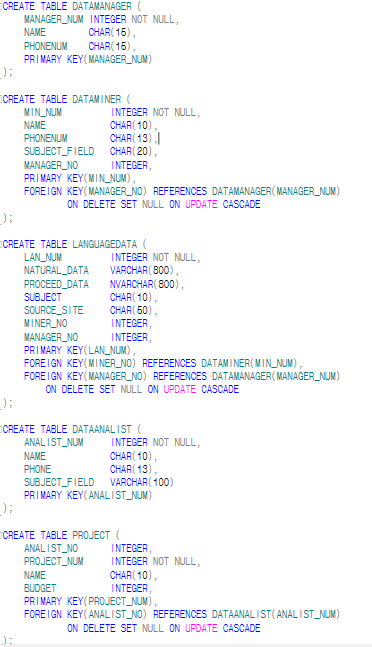 CREATE TABLE DATAMANAGER (
MANAGER_NUM INTEGER NOT NULL,
NAME CHAR(15),
PHONENUM CHAR(15),
PRIMARY KEY(MANAGER_NUM)
);
CREATE TABLE DATAMINER (
MIN_NUM INTEGER NOT NULL,
NAME CHAR(10),
PHONENUM CHAR(13),
SUBJECT_FIELD CHAR(20),
MANAGER_NO INTEGER,
PRIMARY KEY(MIN_NUM),
FOREIGN KEY(MANAGER_NO) REFERENCES DATAMANAGER(MANAGER_NUM)
ON DELETE SET NULL ON UPDATE CASCADE
);
CREATE TABLE LANGUAGEDATA (
LAN_NUM INTEGER NOT NULL,
NATURAL_DATA VARCHAR(800),
PROCEED_DATA NVARCHAR(800),
SUBJECT CHAR(10),
SOURCE_SITE CHAR(50),
MINER_NO INTEGER,
MANAGER_NO INTEGER,
PRIMARY KEY(LAN_NUM),
FOREIGN KEY(MINER_NO) REFERENCES DATAMINER(MIN_NUM),
FOREIGN KEY(MANAGER_NO) REFERENCES DATAMANAGER(MANAGER_NUM)
ON DELETE SET NULL ON UPDATE CASCADE
);
CREATE TABLE DATAANALIST (
ANALIST_NUM INTEGER NOT NULL,
NAME CHAR(10),
PHONE CHAR(13),
SUBJECT_FIELD VARCHAR(100)
PRIMARY KEY(ANALIST_NUM)
);
CREATE TABLE PROJECT (
ANALIST_NO INTEGER,
PROJECT_NUM INTEGER NOT NULL,
NAME CHAR(10),
BUDGET INTEGER,
PRIMARY KEY(PROJECT_NUM),
FOREIGN KEY(ANALIST_NO) REFERENCES DATAANALIST(ANALIST_NUM)
ON DELETE SET NULL ON UPDATE CASCADE
);